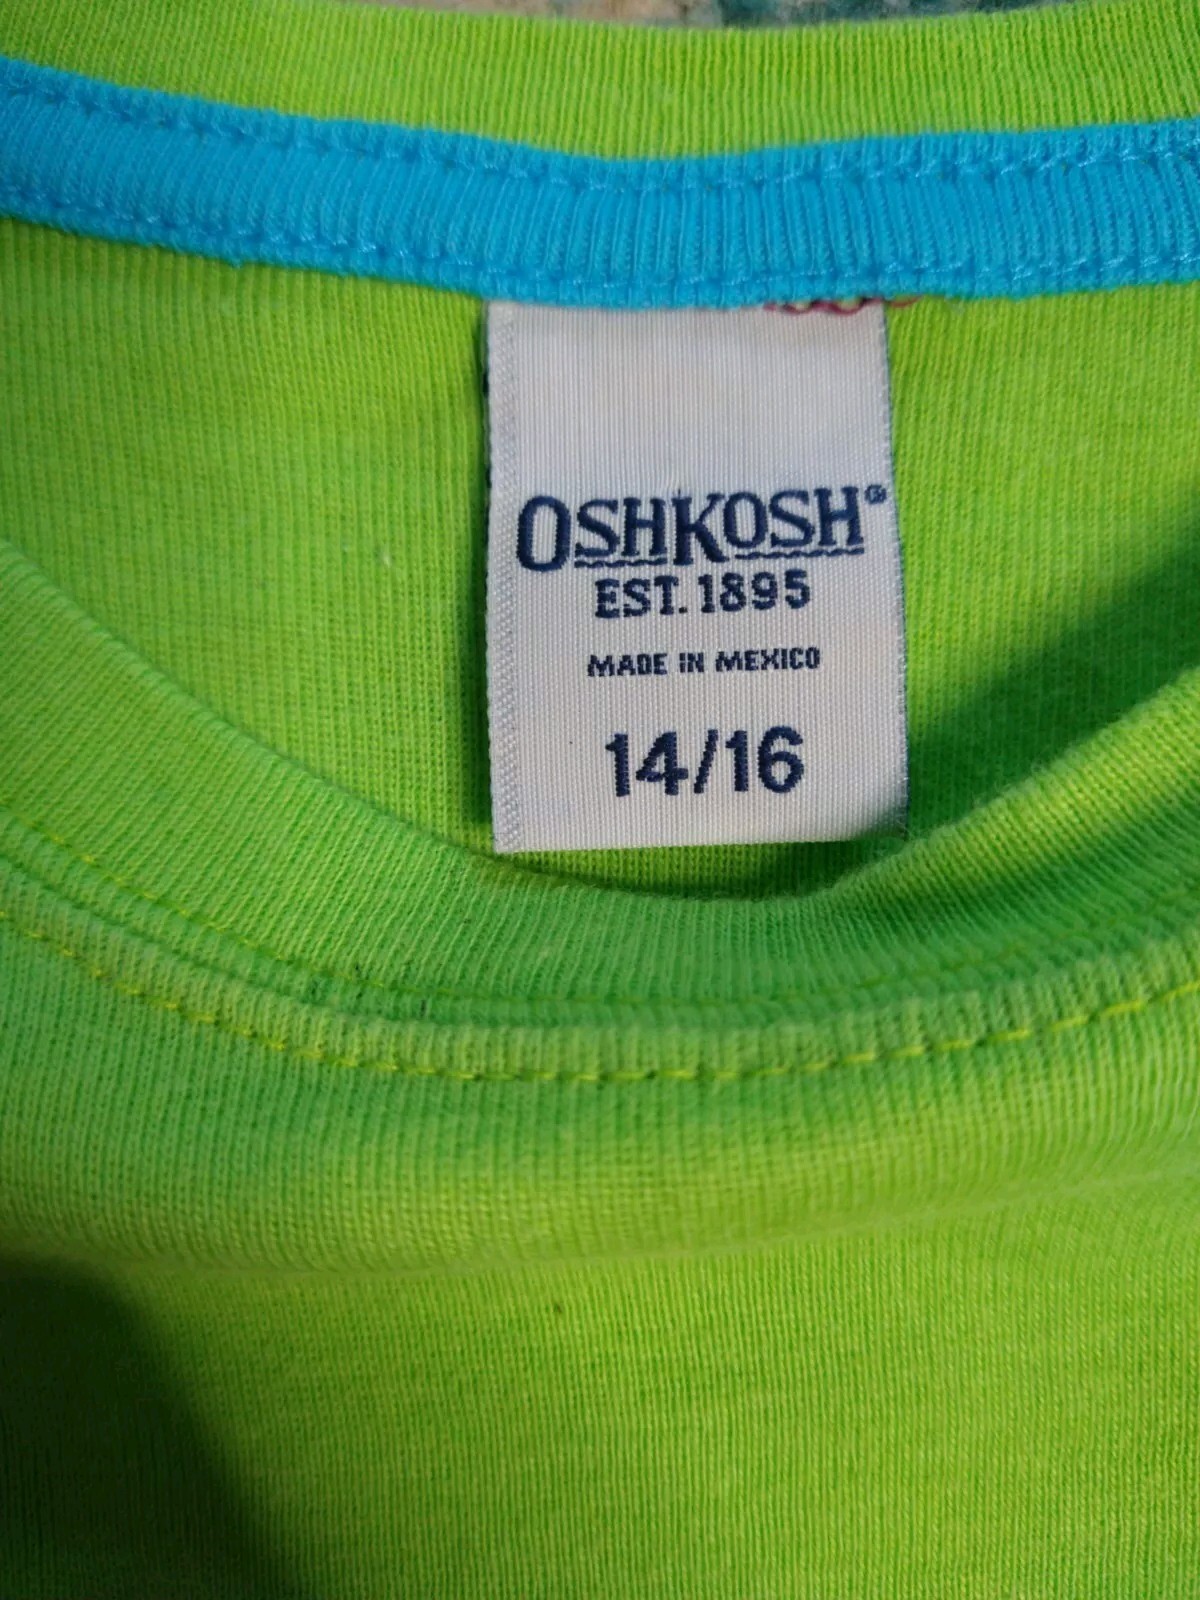 OSHKOSH®
EST. 1895
MADE IN MEXICO
14/16